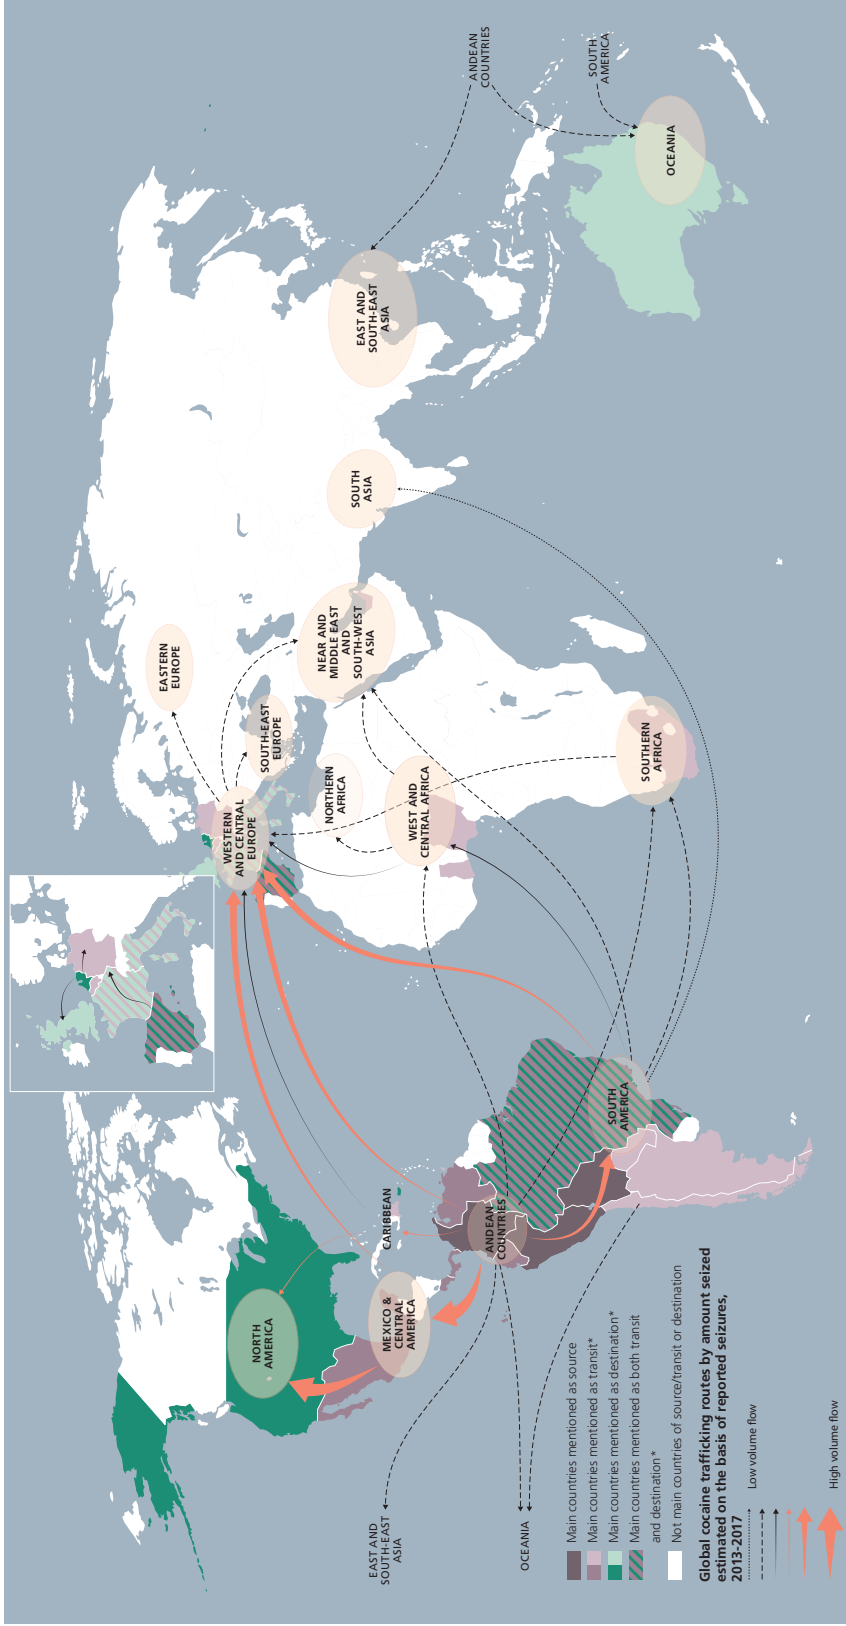 NORTH
AMERICA
MEXICO &
CENTRAL
AMERICA
CARIBBEAN
ANDEAN
COUNTRIES
SOUTH
AMERICA
WESTERN
AND CENTRAL
EUROPE
EASTERN
EUROPE
SOUTH-EAST
EUROPE
NORTHERN
AFRICA
WEST AND
CENTRAL AFRICA
SOUTHERN
AFRICA
NEAR AND
MIDDLE EAST
AND
SOUTH-WEST
ASIA
SOUTH
ASIA
EAST AND
SOUTH-EAST
ASIA
ANDEAN
COUNTRIES
SOUTH
AMERICA
OCEANIA
EAST AND
SOUTH-EAST
ASIA
OCEANIA
Main countries mentioned as source
Main countries mentioned as transit*
Main countries mentioned as destination*
Main countries mentioned as both transit
and destination*
Not main countries of source/transit or destination
Global cocaine trafficking routes by amount seized
estimated on the basis of reported seizures,
2013-2017
Low volume flow
High volume flow